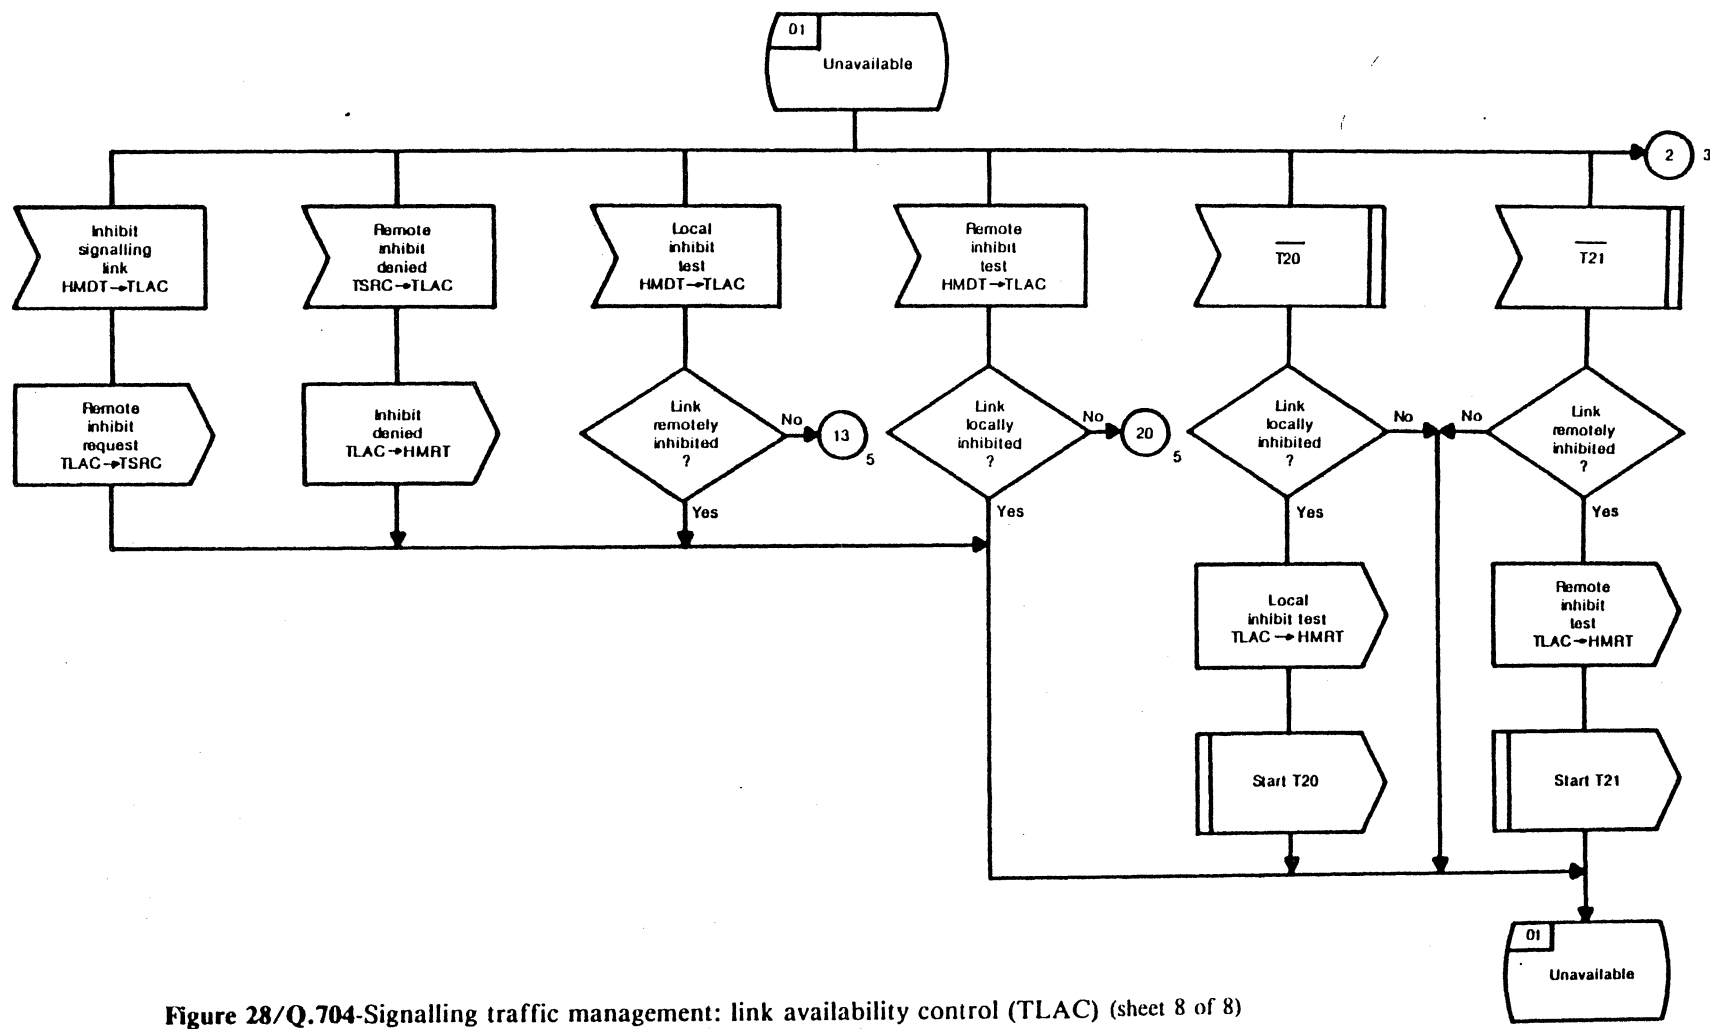 01
Unavailable
2
3
Inhibit
signalling
link
HMDT→TLAC
Remote
inhibit
denied
TSRC→TLAC
Local
inhibit
test
HMDT→TLAC
Remote
inhibit
test
HMDT→TLAC
T20
T21
Remote
inhibit
request
TLAC→TSRC
Inhibit
denied
TLAC→HMRT
Link
remotely
inhibited
?
No
13
5
Yes
Link
locally
inhibited
?
No
20
5
Yes
Link
locally
inhibited
?
No
Yes
No
Link
remotely
inhibited
?
Yes
Local
inhibit test
TLAC→HMRT
Remote
inhibit
test
TLAC→HMRT
Start T20
Start T21
01
Unavailable
Figure 28/Q.704-Signalling traffic management: link availability control (TLAC) (sheet 8 of 8)